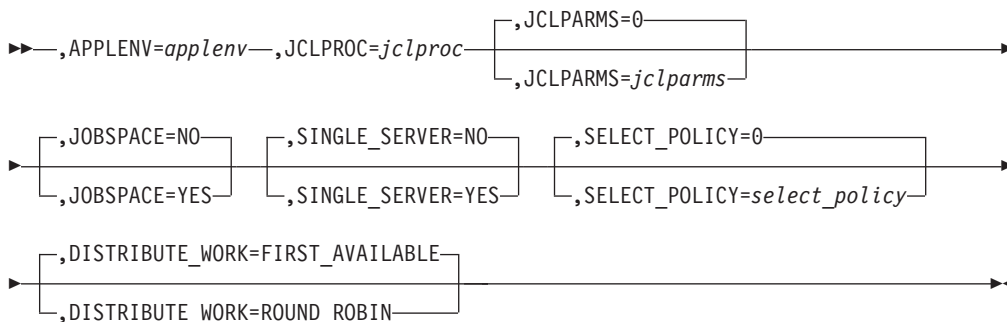 ,JCLPARMS=0
,APPLENV=applenv ,JCLPROC=jclproc
,JCLPARMS=jclparms
,JOBSPACE=NO ,SINGLE_SERVER=NO ,SELECT_POLICY=0
,JOBSPACE=YES ,SINGLE_SERVER=YES ,SELECT_POLICY=select_policy
,DISTRIBUTE_WORK=FIRST_AVAILABLE
,DISTRIBUTE_WORK=ROUND_ROBIN